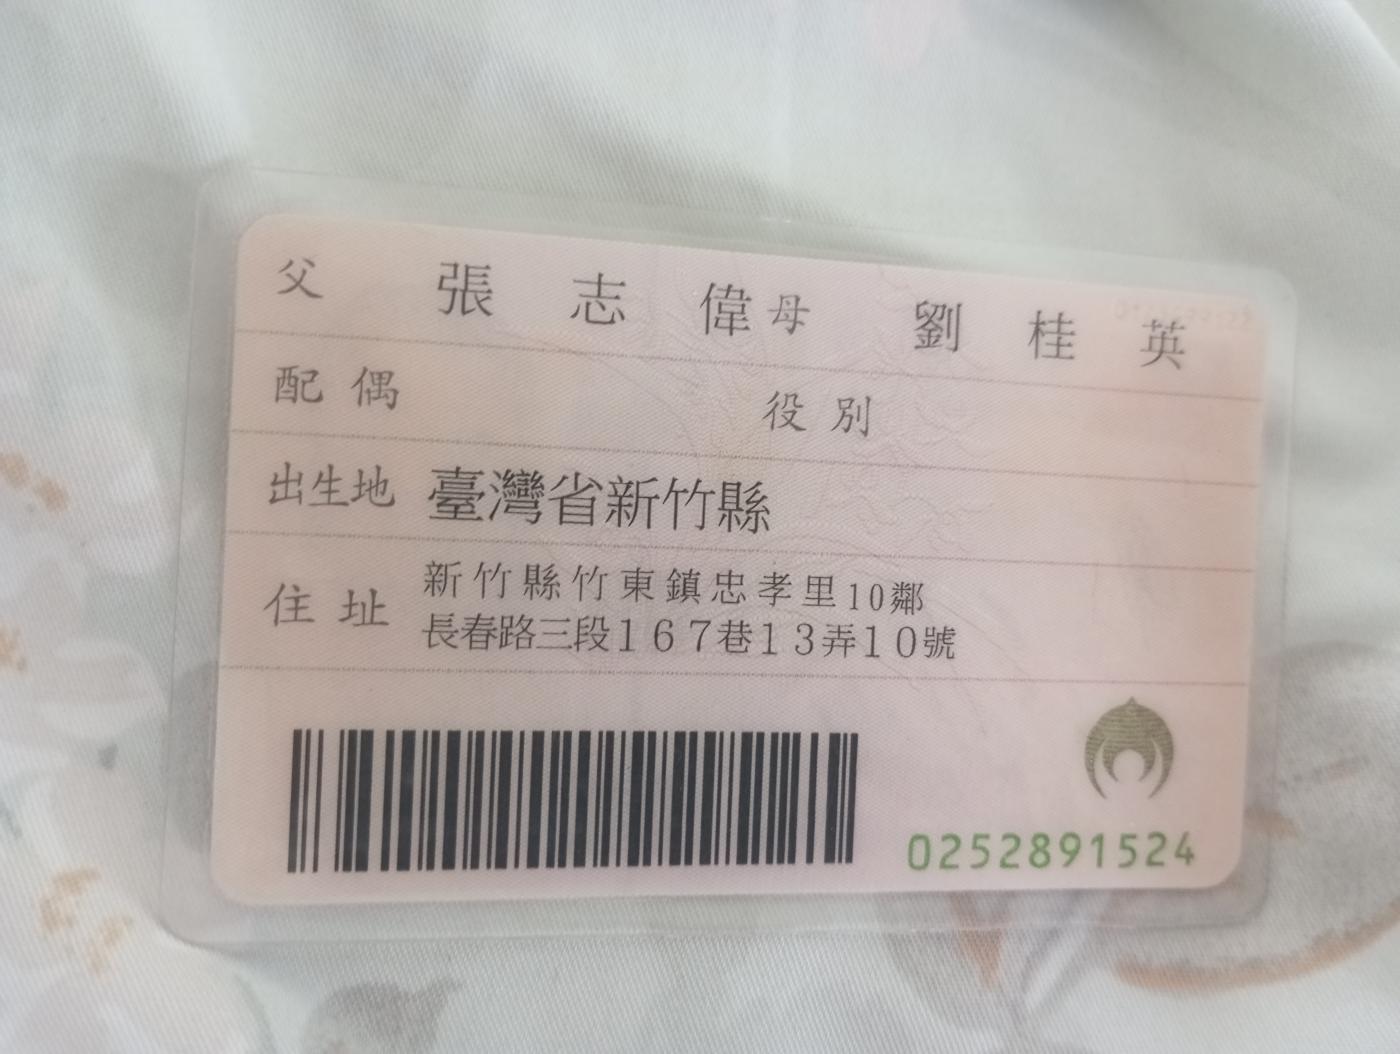 父 張志偉 母 劉桂英
配偶 役別
出生地 臺灣省新竹縣
住址 新竹縣竹東鎮忠孝里10鄰
長春路三段167巷13弄10號
0252891524